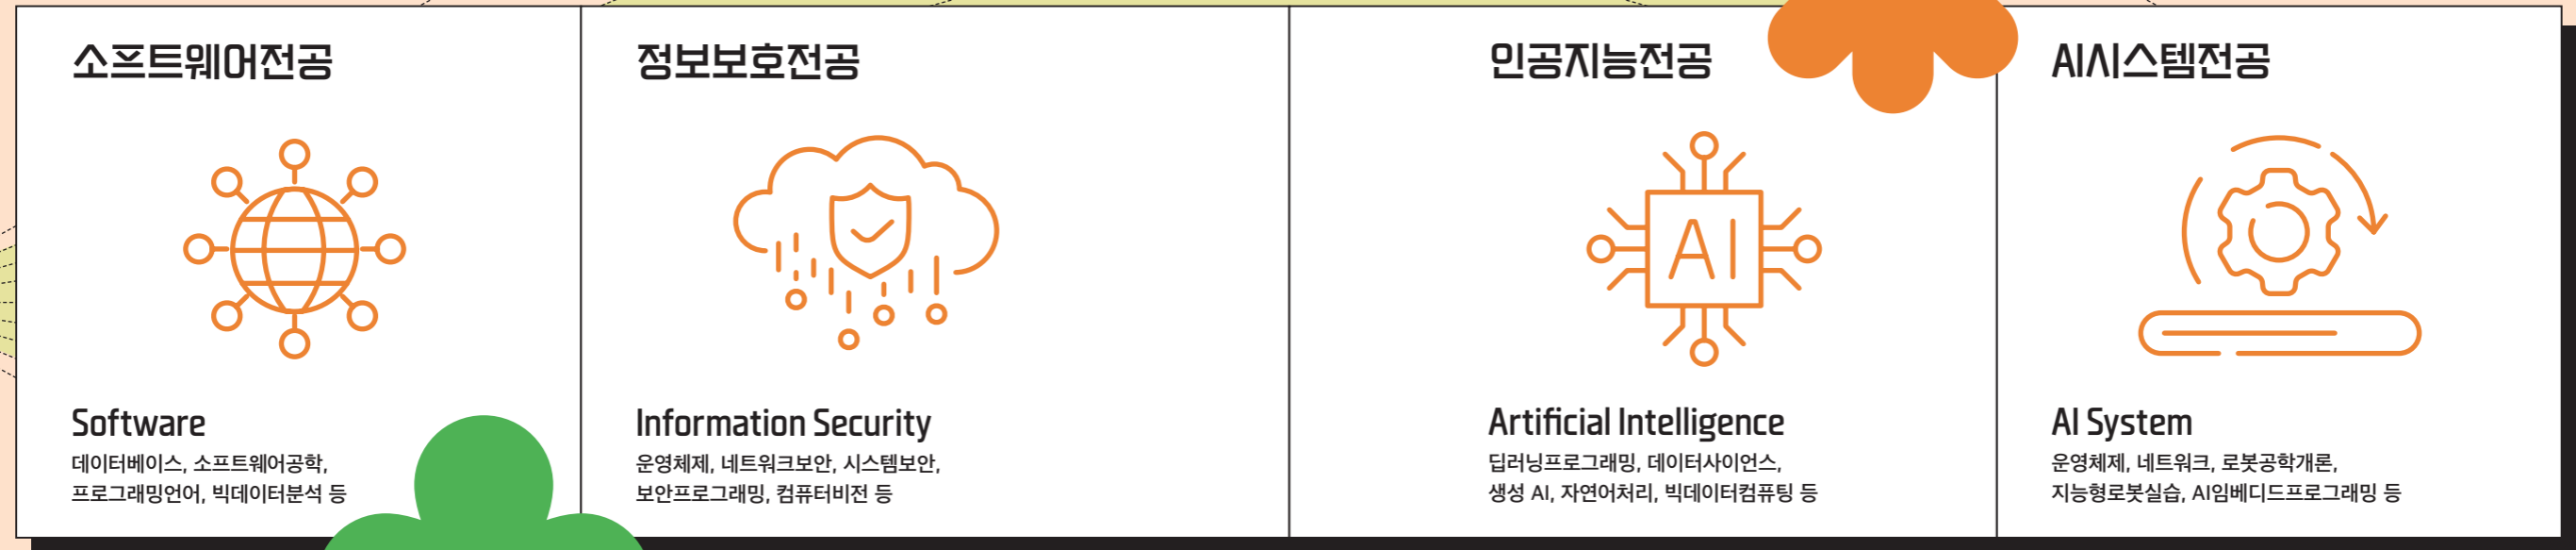 소프트웨어전공
Software
데이터베이스, 소프트웨어공학,
프로그래밍언어, 빅데이터분석 등
정보보호전공
Information Security
운영체제, 네트워크보안, 시스템보안,
보안프로그래밍, 컴퓨터비전 등
인공지능전공
AI
Artificial Intelligence
딥러닝프로그래밍, 데이터사이언스,
생성 AI, 자연어처리, 빅데이터컴퓨팅 등
AI시스템전공
AI System
운영체제, 네트워크, 로봇공학개론,
지능형로봇실습, AI임베디드프로그래밍 등